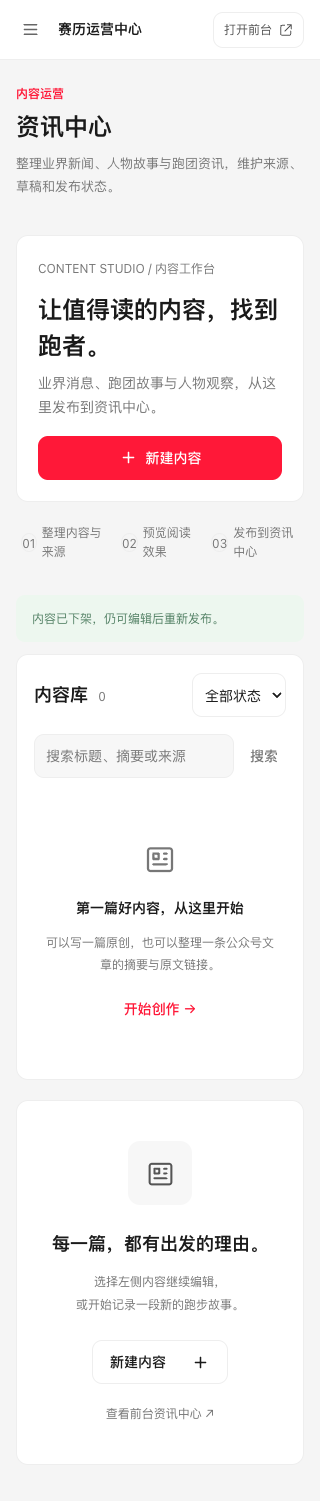 赛历运营中心
打开前台
内容运营
资讯中心
整理业界新闻、人物故事与跑团资讯，维护来源、
草稿和发布状态。
CONTENT STUDIO / 内容工作台
让值得读的内容，找到
跑者。
业界消息、跑团故事与人物观察，从这
里发布到资讯中心。
新建内容
01 整理内容与
来源
02 预览阅读
效果
03 发布到资讯
中心
内容已下架，仍可编辑后重新发布。
内容库 0
全部状态
搜索标题、摘要或来源
搜索
第一篇好内容，从这里开始
可以写一篇原创，也可以整理一条公众号文
章的摘要与原文链接。
开始创作 →
每一篇，都有出发的理由。
选择左侧内容继续编辑，
或开始记录一段新的跑步故事。
新建内容
查看前台资讯中心 ↗